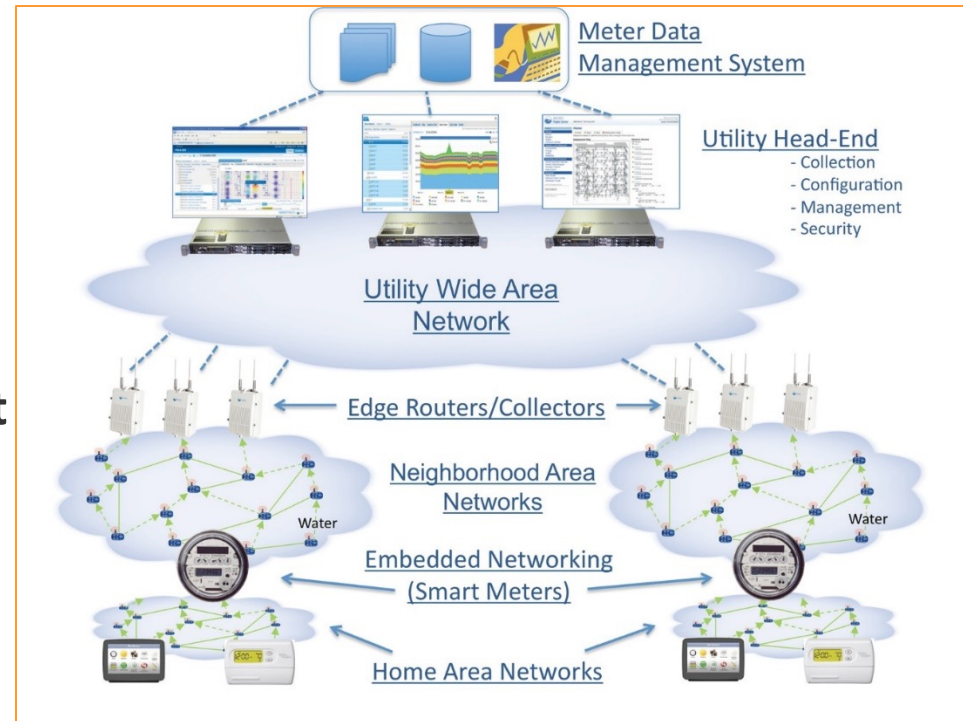 Meter Data
Management System
Utility Head-End
- Collection
- Configuration
- Management
- Security
Utility Wide Area
Network
t
Edge Routers/Collectors
Neighborhood Area
Networks
Water
Water
Embedded Networking
(Smart Meters)
Home Area Networks